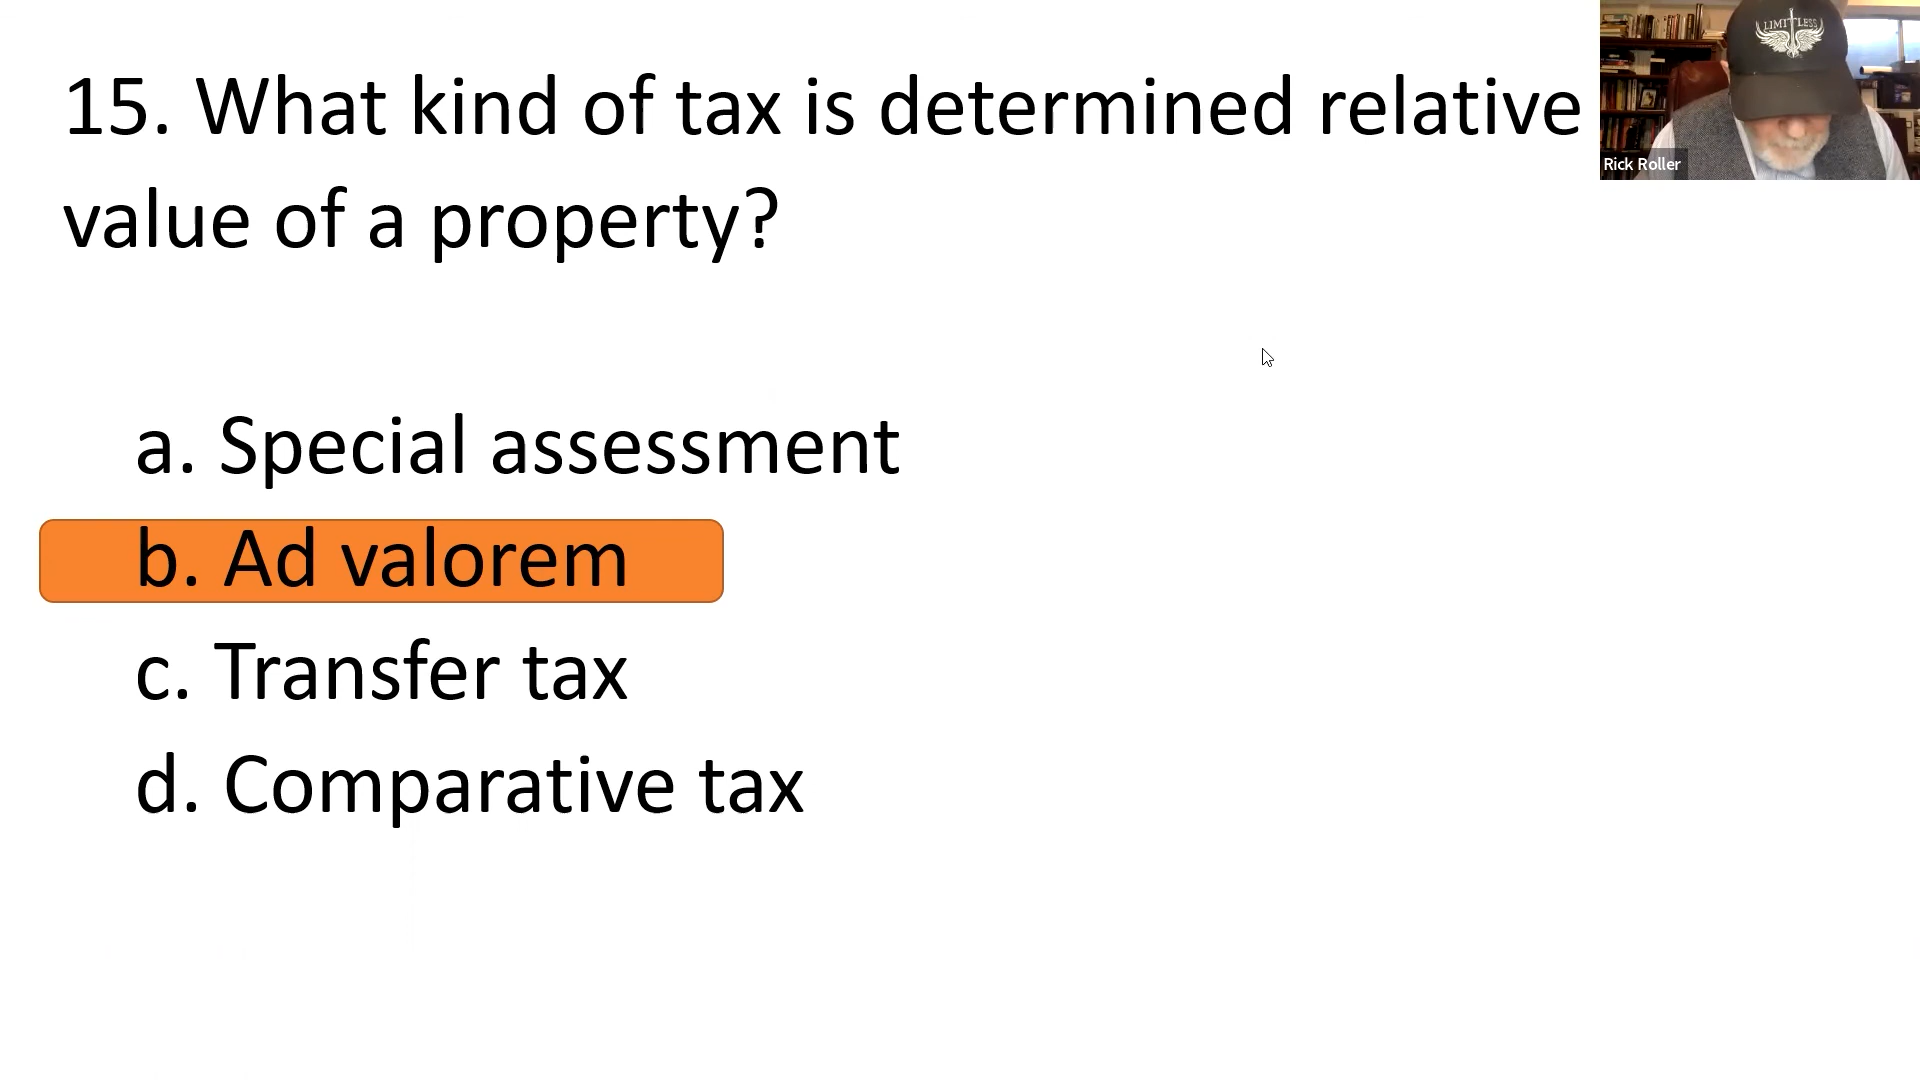 15. What kind of tax is determined relative
value of a property?
a. Special assessment
b. Ad valorem
c. Transfer tax
d. Comparative tax
LIMITLESS
Rick Roller